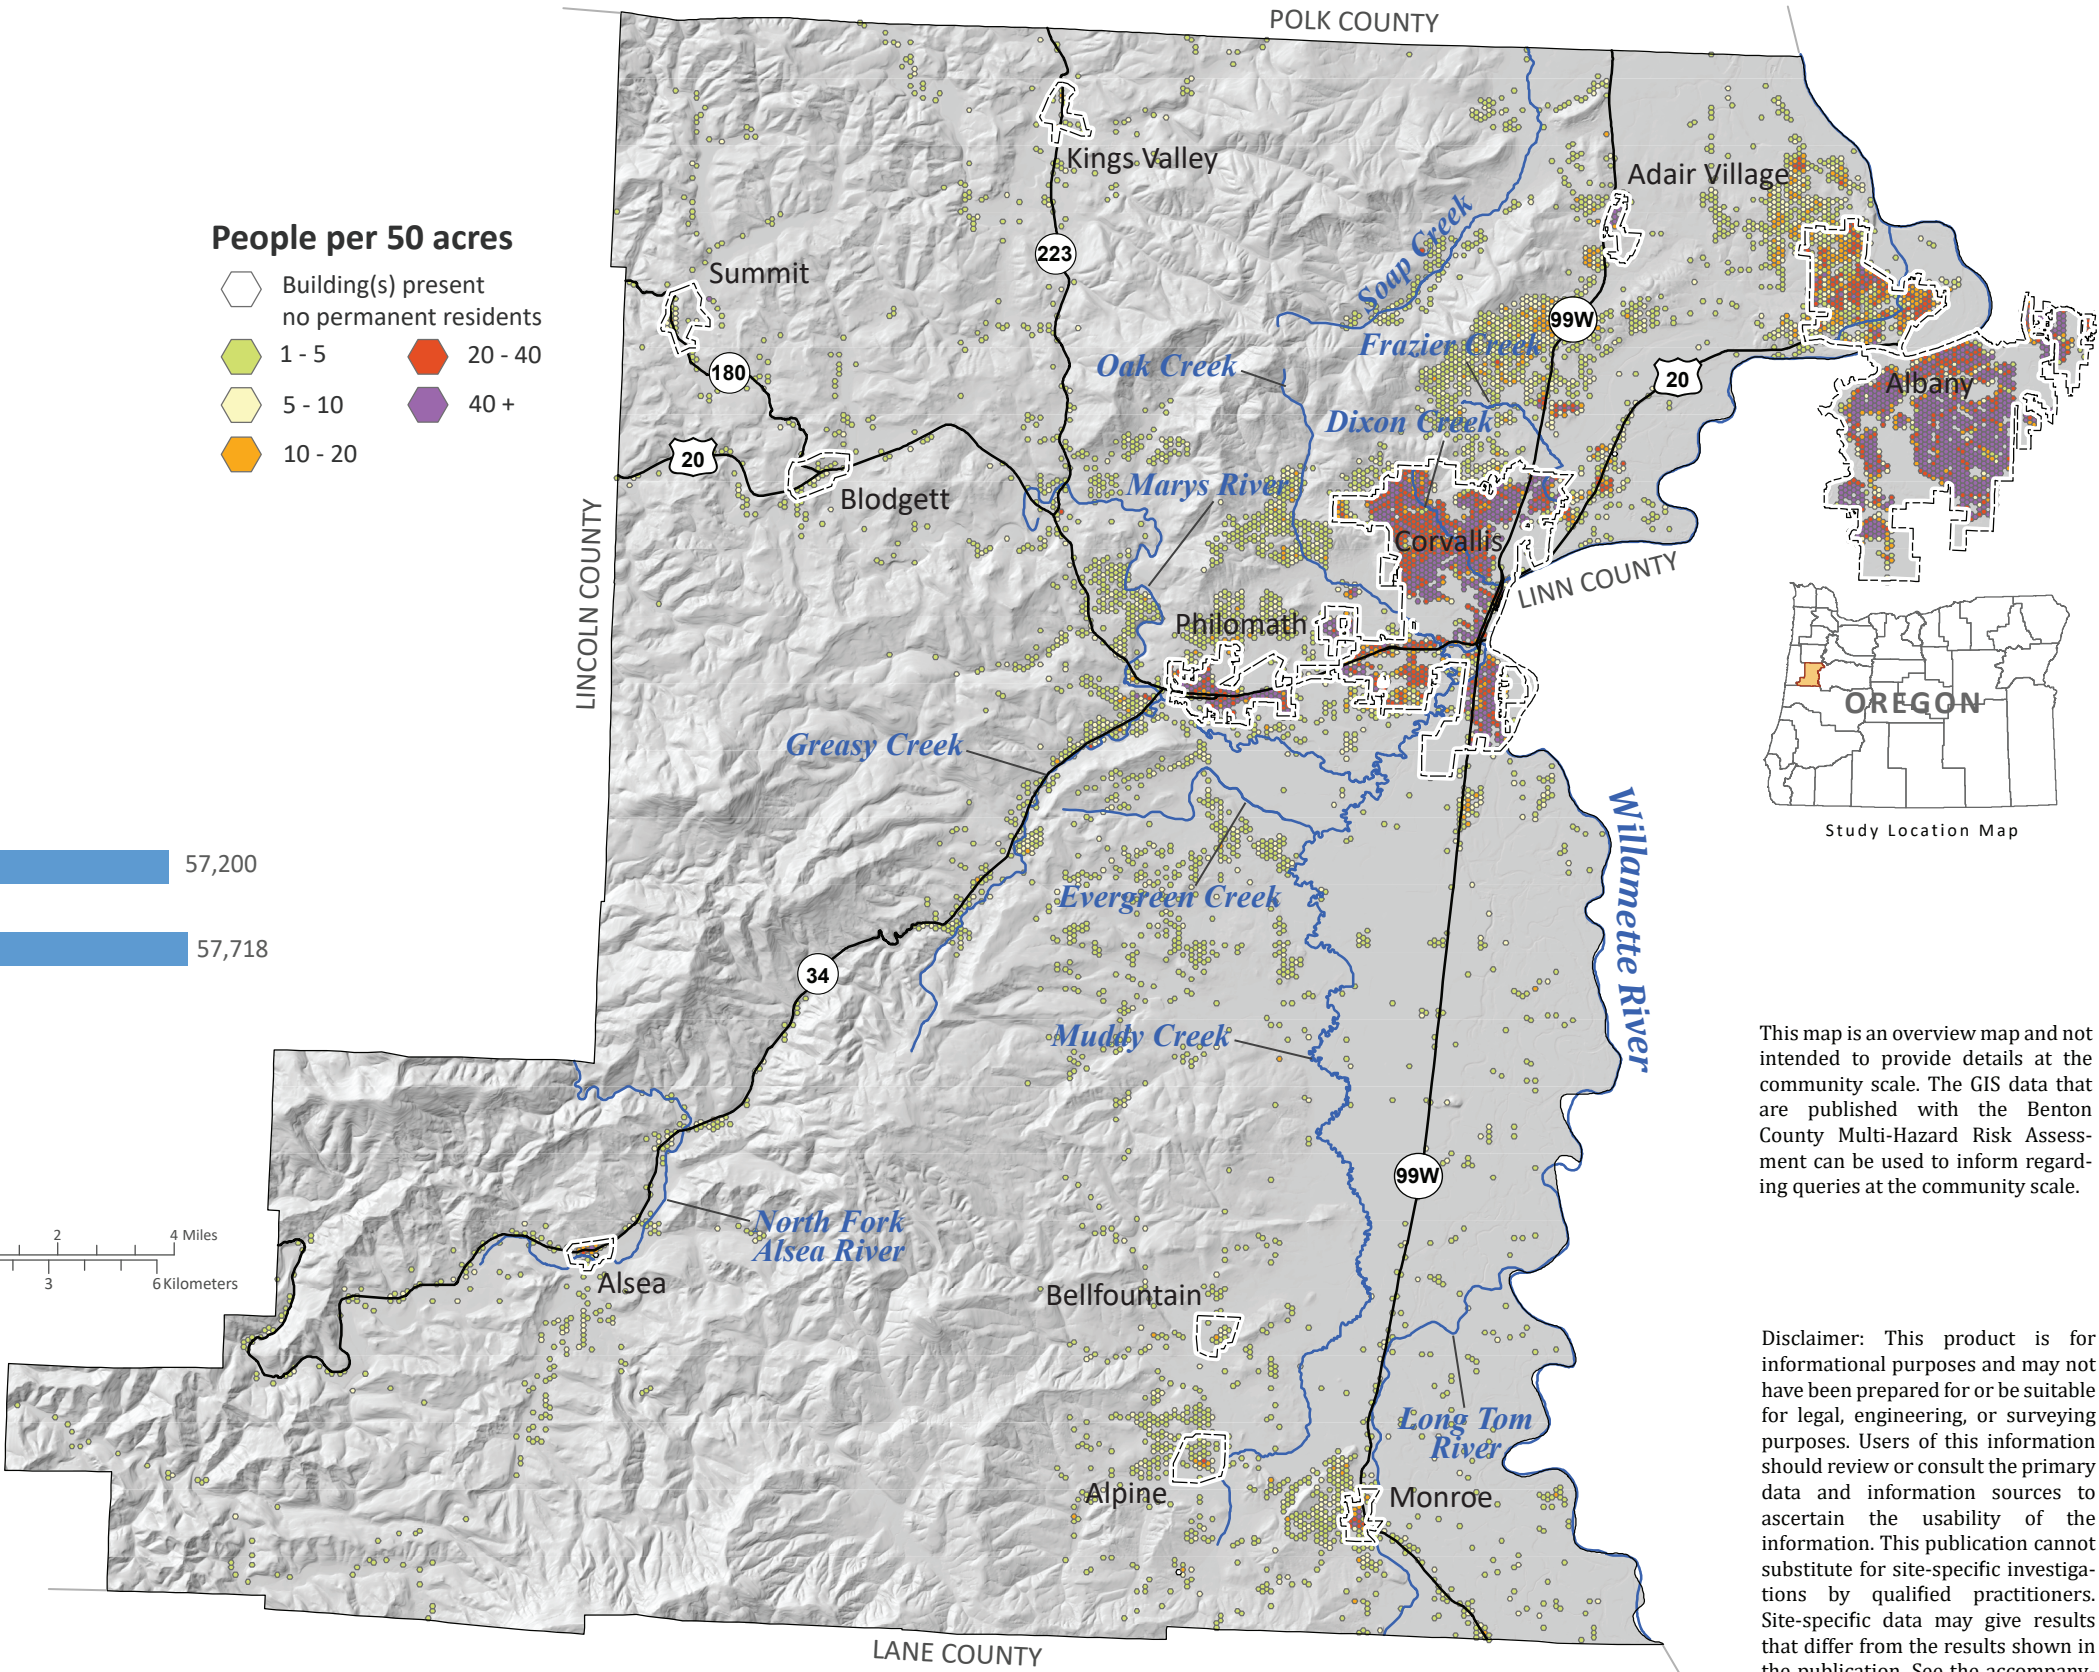 POLK COUNTY
People per 50 acres
Building(s) present
no permanent residents
1 - 5
20 - 40
5 - 10
40 +
10 - 20
Kings Valley
Adair Village
Summit
223
Soap Creek
99W
180
Frazier Creek
Oak Creek
20
Albany
Dixon Creek
20
Marys River
Blodgett
Corvallis
LINCOLN COUNTY
LINN COUNTY
Philomath
OREGON
Study Location Map
Greasy Creek
Willamette River
57,200
Evergreen Creek
57,718
34
Muddy Creek
This map is an overview map and not
intended to provide details at the
community scale. The GIS data that
are published with the Benton
County Multi-Hazard Risk Assess-
ment can be used to inform regard-
ing queries at the community scale.
99W
North Fork
Alsea River
2
4 Miles
3
6 Kilometers
Alsea
Bellfountain
Disclaimer: This product is for
informational purposes and may not
have been prepared for or be suitable
for legal, engineering, or surveying
purposes. Users of this information
should review or consult the primary
data and information sources to
ascertain the usability of the
information. This publication cannot
substitute for site-specific investiga-
tions by qualified practitioners.
Site-specific data may give results
that differ from the results shown in
the publication. See the accompany-
Long Tom
River
Alpine
Monroe
LANE COUNTY